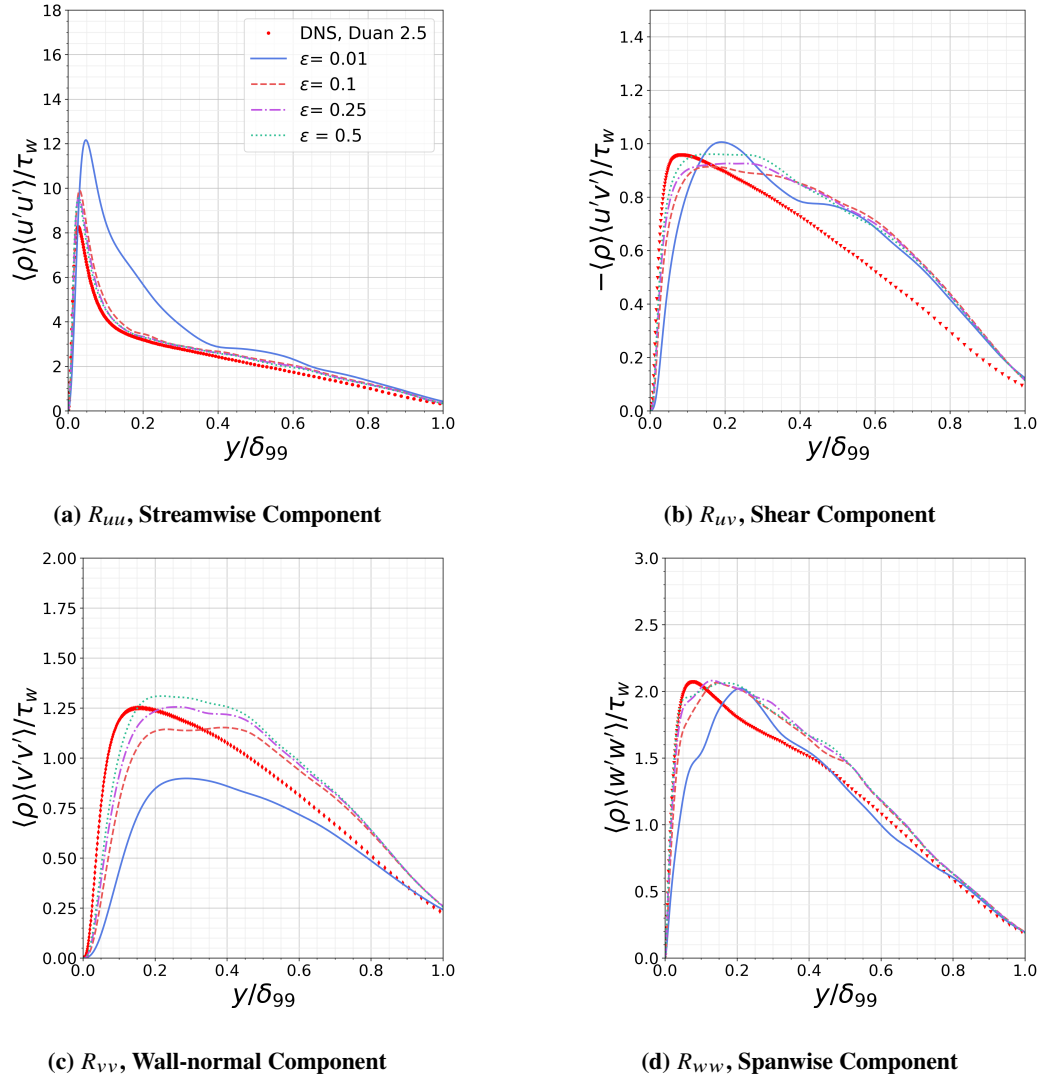 18
16
14
12
10
8
6
4
2
0
⟨ρ⟩⟨u′u′⟩/τw
DNS, Duan 2.5
ε= 0.01
ε= 0.1
ε= 0.25
ε = 0.5
0.0 0.2 0.4 0.6 0.8 1.0
y/δ99
(a) Ruu, Streamwise Component
1.4
1.2
1.0
0.8
0.6
0.4
0.2
0.0
−⟨ρ⟩⟨u′v′⟩/τw
0.0 0.2 0.4 0.6 0.8 1.0
y/δ99
(b) Ruv, Shear Component
2.00
1.75
1.50
1.25
1.00
0.75
0.50
0.25
0.00
⟨ρ⟩⟨v′v′⟩/τw
0.0 0.2 0.4 0.6 0.8 1.0
y/δ99
(c) Rvv, Wall-normal Component
3.0
2.5
2.0
1.5
1.0
0.5
0.0
⟨ρ⟩⟨w′w′⟩/τw
0.0 0.2 0.4 0.6 0.8 1.0
y/δ99
(d) Rww, Spanwise Component